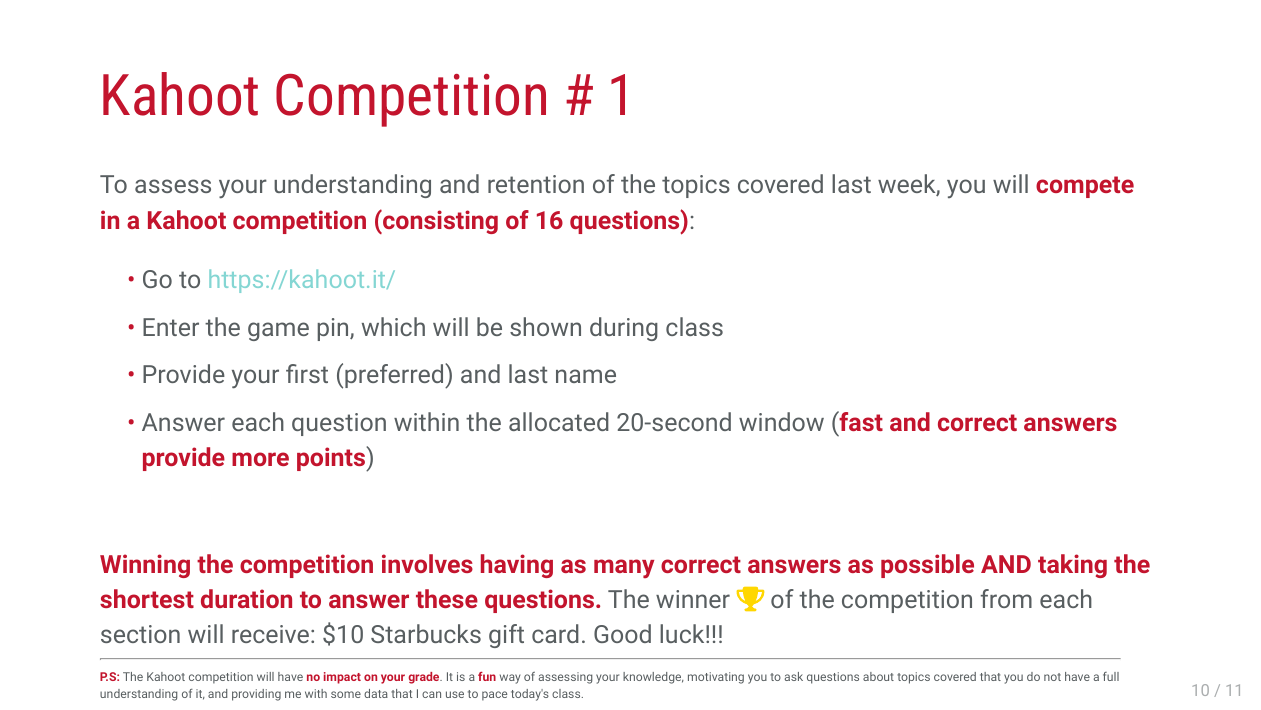 Kahoot Competition # 1
To assess your understanding and retention of the topics covered last week, you will compete
in a Kahoot competition (consisting of 16 questions):
• Go to https://kahoot.it/
• Enter the game pin, which will be shown during class
• Provide your first (preferred) and last name
• Answer each question within the allocated 20-second window (fast and correct answers
provide more points)
Winning the competition involves having as many correct answers as possible AND taking the
shortest duration to answer these questions. The winner of the competition from each
section will receive: $10 Starbucks gift card. Good luck!!!
P.S: The Kahoot competition will have no impact on your grade. It is a fun way of assessing your knowledge, motivating you to ask questions about topics covered that you do not have a full
understanding of it, and providing me with some data that I can use to pace today's class.
10 / 11